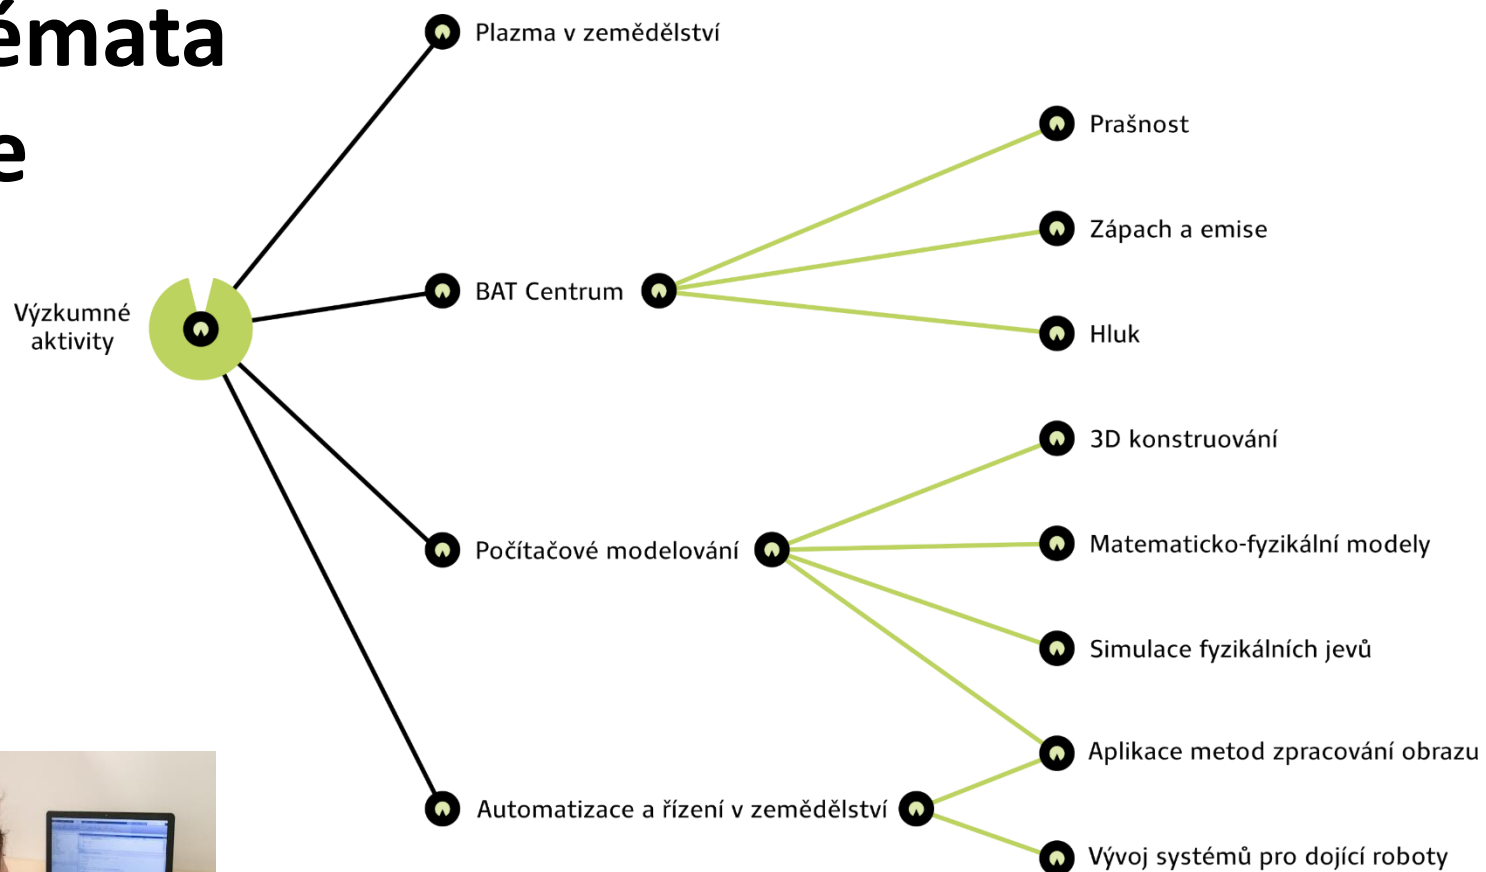 émata
e
Plazma v zemědělství
Prašnost
Zápach a emise
BAT Centrum
Hluk
Výzkumné
aktivity
3D konstruování
Matematicko-fyzikální modely
Počítačové modelování
Simulace fyzikálních jevů
Aplikace metod zpracování obrazu
Automatizace a řízení v zemědělství
Vývoj systémů pro dojící roboty